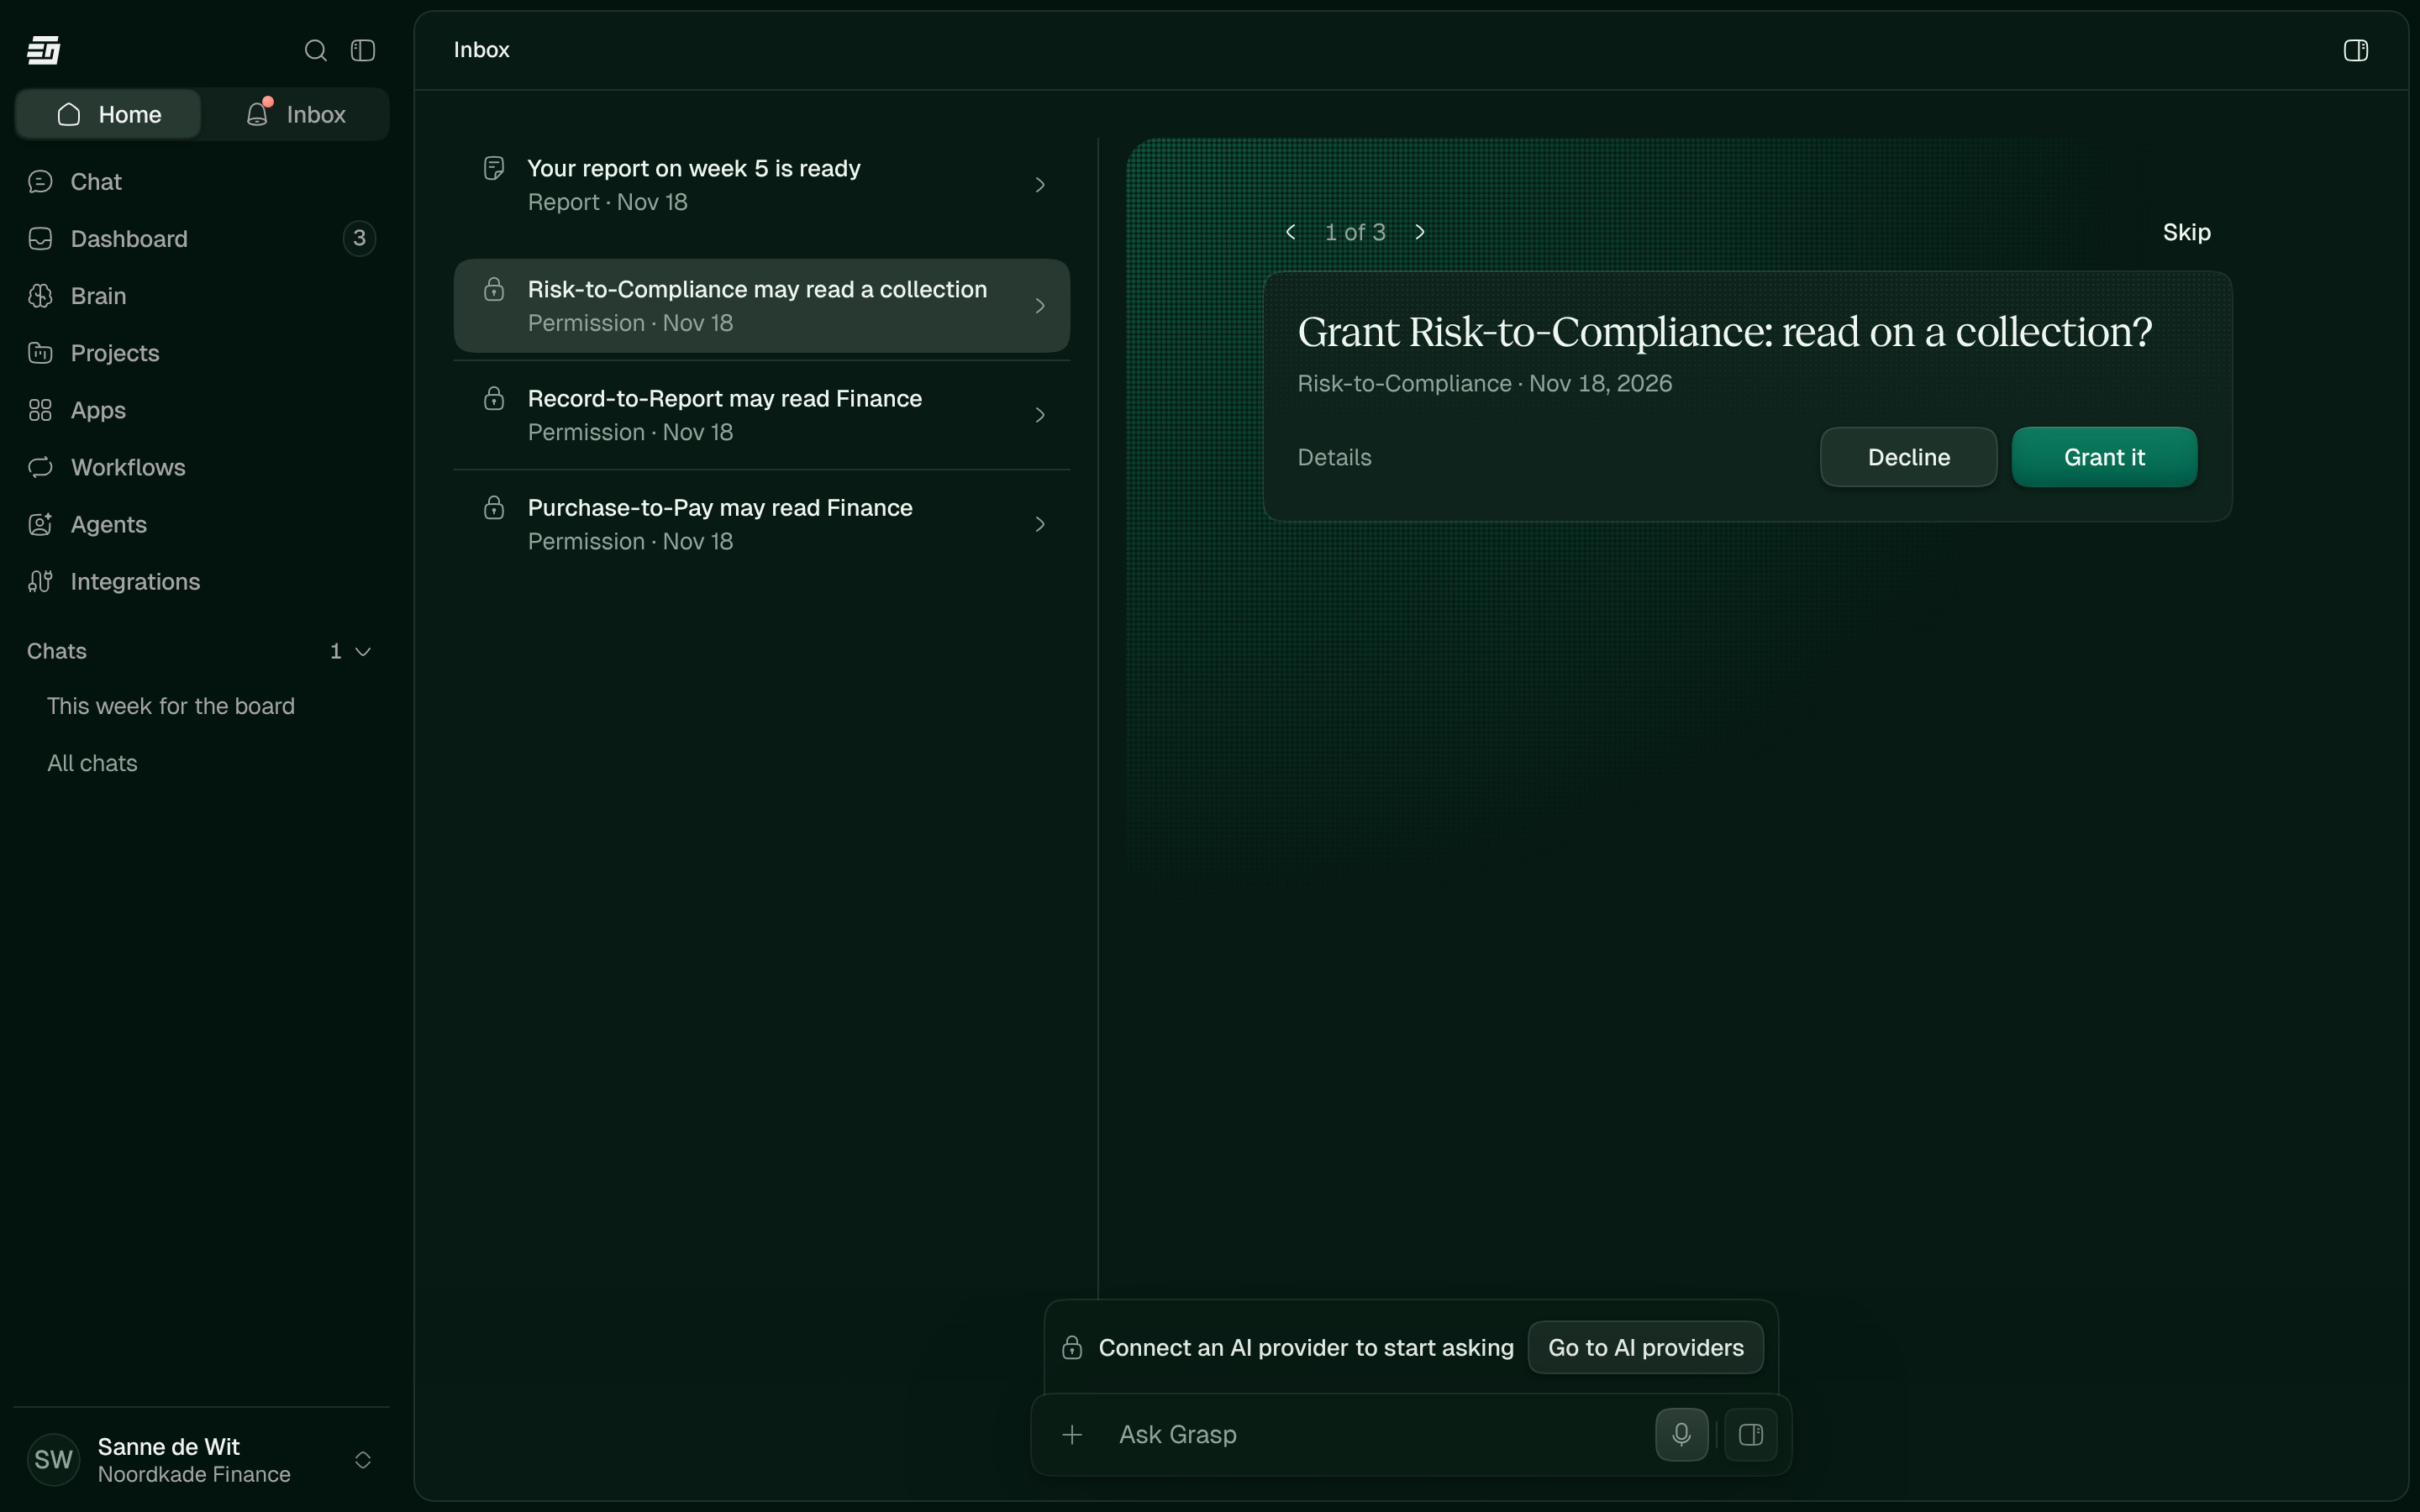 Home
Inbox
Chat
Dashboard
3
Brain
Projects
Apps
Workflows
Agents
Integrations
Chats
1
This week for the board
All chats
SW
Sanne de Wit
Noordkade Finance
Inbox
Your report on week 5 is ready
Report · Nov 18
Risk-to-Compliance may read a collection
Permission · Nov 18
Record-to-Report may read Finance
Permission · Nov 18
Purchase-to-Pay may read Finance
Permission · Nov 18
1 of 3
Skip
Grant Risk-to-Compliance: read on a collection?
Risk-to-Compliance · Nov 18, 2026
Details
Decline
Grant it
Connect an AI provider to start asking
Go to AI providers
Ask Grasp